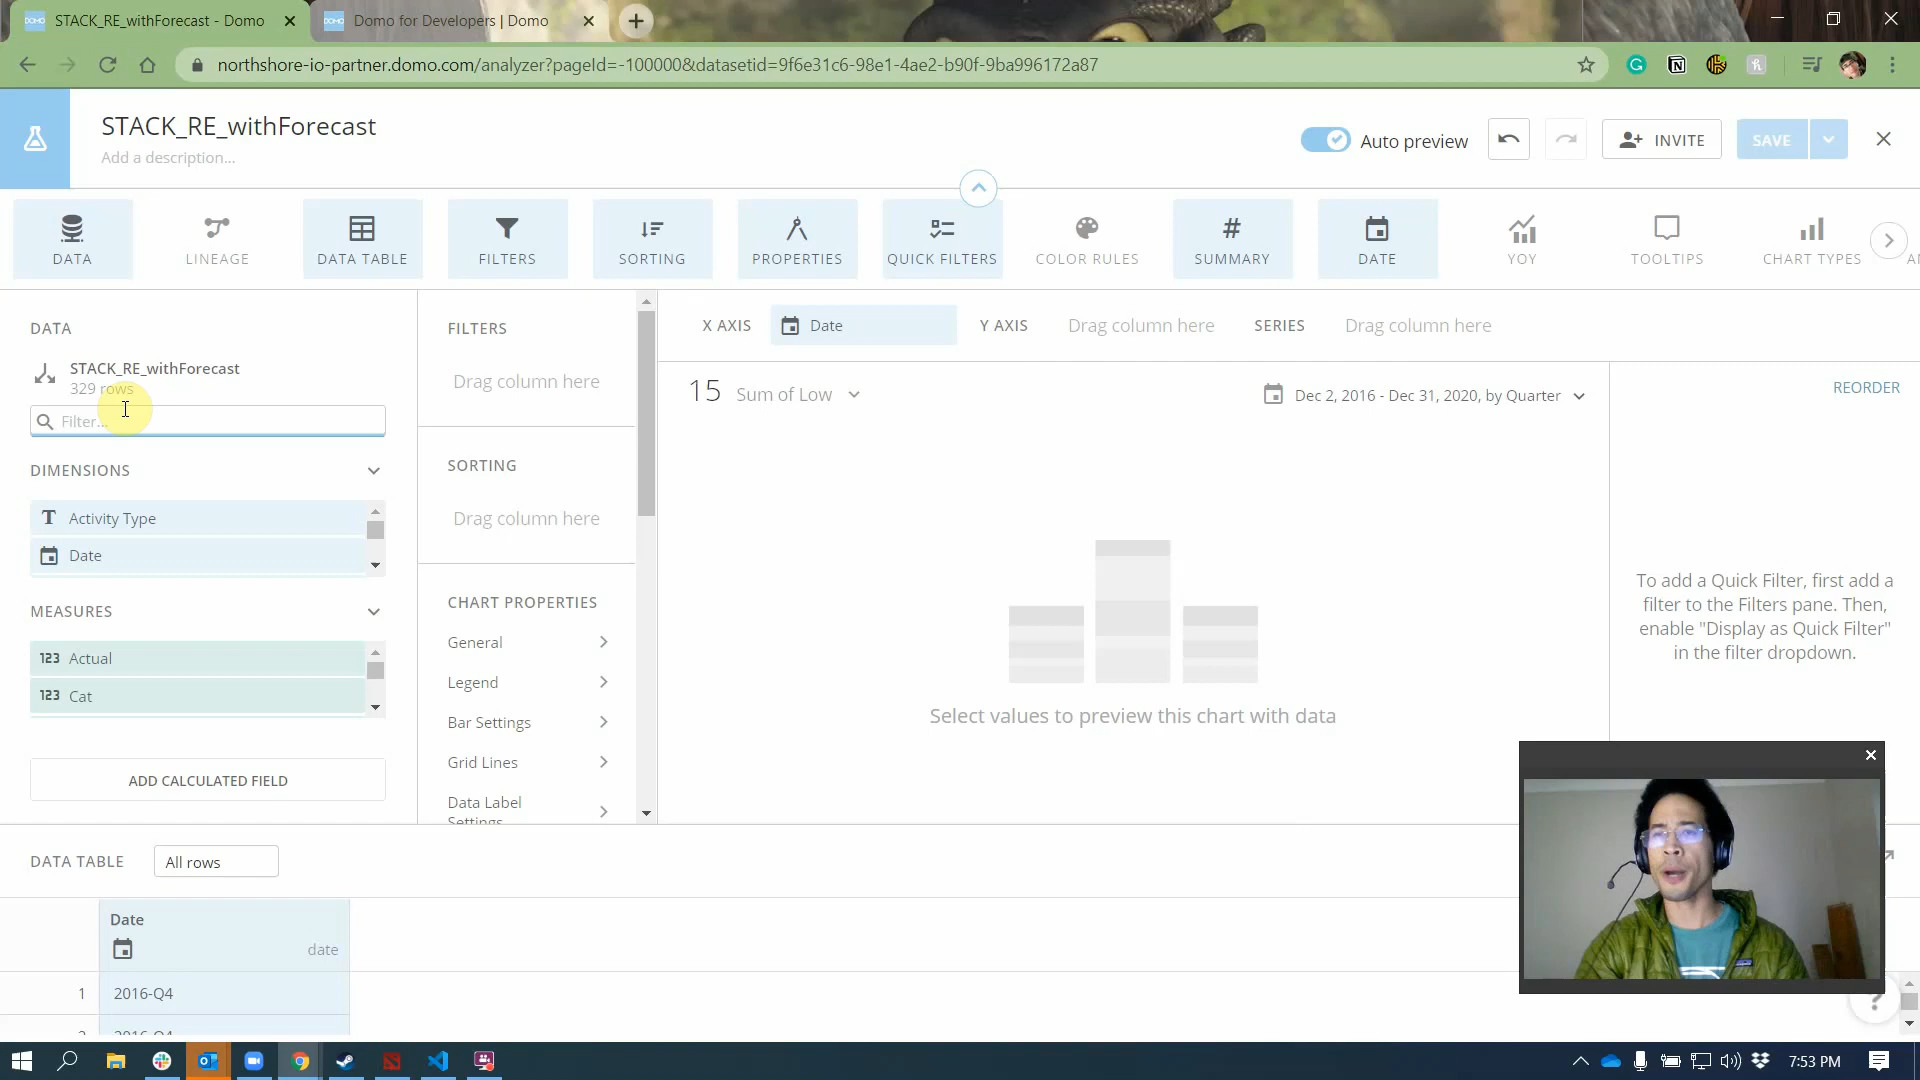 STACK_RE_withForecast - Domo
Domo for Developers | Domo
northshore-io-partner.domo.com/analyzer?pageId=-100000&datasetid=9f6e31c6-98e1-4ae2-b90f-9ba996172a87
STACK_RE_withForecast
Add a description...
Auto preview
INVITE
SAVE
DATA
LINEAGE
DATA TABLE
FILTERS
SORTING
PROPERTIES
QUICK FILTERS
COLOR RULES
SUMMARY
DATE
YOY
TOOLTIPS
CHART TYPES
DATA
STACK_RE_withForecast
329 rows
Filter...
DIMENSIONS
Activity Type
Date
MEASURES
123 Actual
123 Cat
ADD CALCULATED FIELD
FILTERS
Drag column here
SORTING
Drag column here
CHART PROPERTIES
General
Legend
Bar Settings
Grid Lines
Data Label
Settings
X AXIS
Date
Y AXIS
Drag column here
SERIES
Drag column here
15 Sum of Low
Dec 2, 2016 - Dec 31, 2020, by Quarter
Select values to preview this chart with data
REORDER
To add a Quick Filter, first add a
filter to the Filters pane. Then,
enable "Display as Quick Filter"
in the filter dropdown.
DATA TABLE
All rows
Date
date
1 2016-Q4
2 2016-Q4
7:53 PM